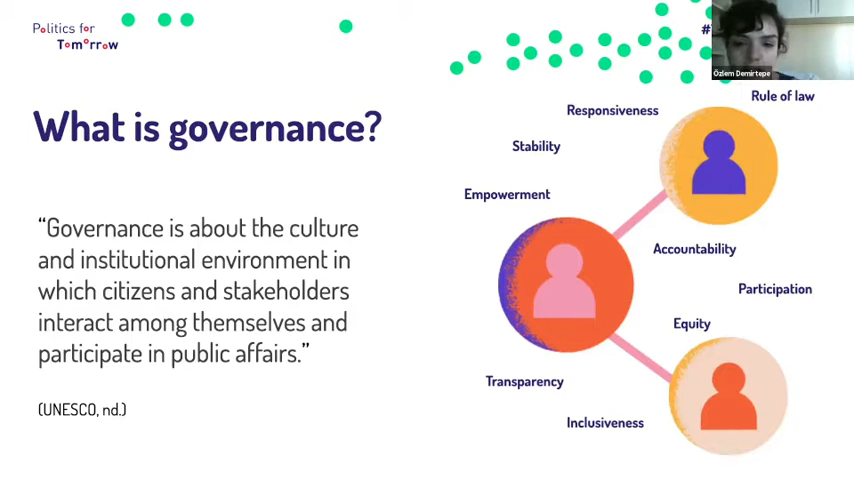 Politics for
Tomorrow
#
Özlem Demirtepe
What is governance?
“Governance is about the culture
and institutional environment in
which citizens and stakeholders
interact among themselves and
participate in public affairs.”
(UNESCO, nd.)
Rule of law
Responsiveness
Stability
Empowerment
Accountability
Participation
Equity
Transparency
Inclusiveness